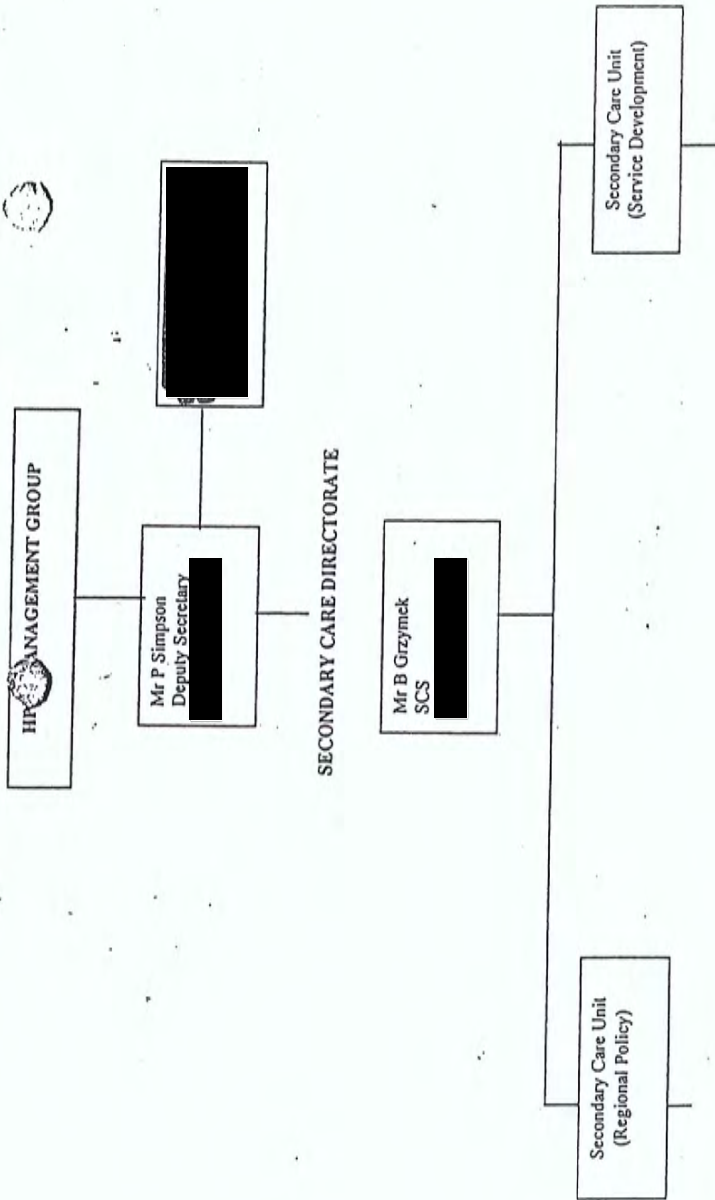 MANAGEMENT GROUP
Mr P Simpson
Deputy Secretary
SECONDARY CARE DIRECTORATE
Mr B Grzymek
SCS
Secondary Care Unit
(Regional Policy)
Secondary Care Unit
(Service Development)